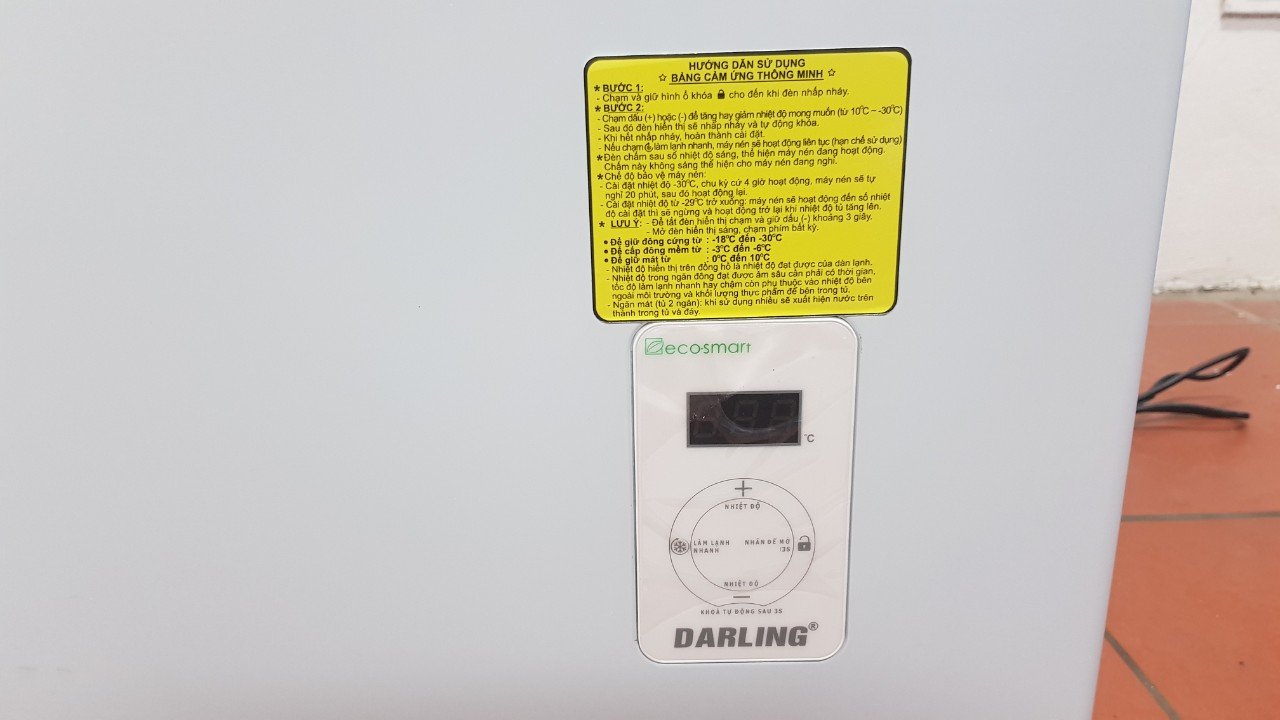 HƯỚNG DẪN SỬ DỤNG
☆ BẢNG CẢM ỨNG THÔNG MINH ☆
* BƯỚC 1:
- Chạm và giữ hình ổ khóa 🔒 cho đến khi đèn nhấp nháy.
* BƯỚC 2:
- Chạm dấu (+) hoặc (-) để tăng hay giảm nhiệt độ mong muốn (từ 10°C ~ -30°C)
- Sau đó đèn hiển thị sẽ nhấp nháy và tự động khóa.
- Khi hết nhấp nháy, hoàn thành cài đặt.
- Nếu chạm làm lạnh nhanh, máy nén sẽ hoạt động liên tục (hạn chế sử dụng)
* Đèn chấm sau số nhiệt độ sáng, thể hiện máy nén đang hoạt động.
Chấm này không sáng thể hiện cho máy nén đang nghỉ.
* Chế độ bảo vệ máy nén:
- Cài đặt nhiệt độ -30°C, chu kỳ cứ 4 giờ hoạt động, máy nén sẽ tự
nghỉ 20 phút, sau đó hoạt động lại.
- Cài đặt nhiệt độ từ -29°C trở xuống: máy nén sẽ hoạt động đến số nhiệt
độ cài đặt thì sẽ ngừng và hoạt động trở lại khi nhiệt độ tủ tăng lên.
* LƯU Ý: - Để tắt đèn hiển thị chạm và giữ dấu (-) khoảng 3 giây.
- Mở đèn hiển thị sáng, chạm phím bất kỳ.
• Để giữ đông cứng từ : -18°C đến -30°C
• Để cấp đông mềm từ : -3°C đến -6°C
• Để giữ mát từ : 0°C đến 10°C
- Nhiệt độ hiển thị trên đồng hồ là nhiệt độ đạt được của dàn lạnh.
- Nhiệt độ trong ngăn đông đạt được âm sâu cần phải có thời gian,
tốc độ làm lạnh nhanh hay chậm còn phụ thuộc vào nhiệt độ bên
ngoài môi trường và khối lượng thực phẩm để bên trong tủ.
- Ngăn mát (tủ 2 ngăn): khi sử dụng nhiều sẽ xuất hiện nước trên
thành trong tủ và đáy.
eco-smart
°C
+
NHIỆT ĐỘ
LÀM LẠNH
NHANH
NHẤN ĐỂ MỞ
/3S
NHIỆT ĐỘ
−
KHOÁ TỰ ĐỘNG SAU 3S
DARLING®